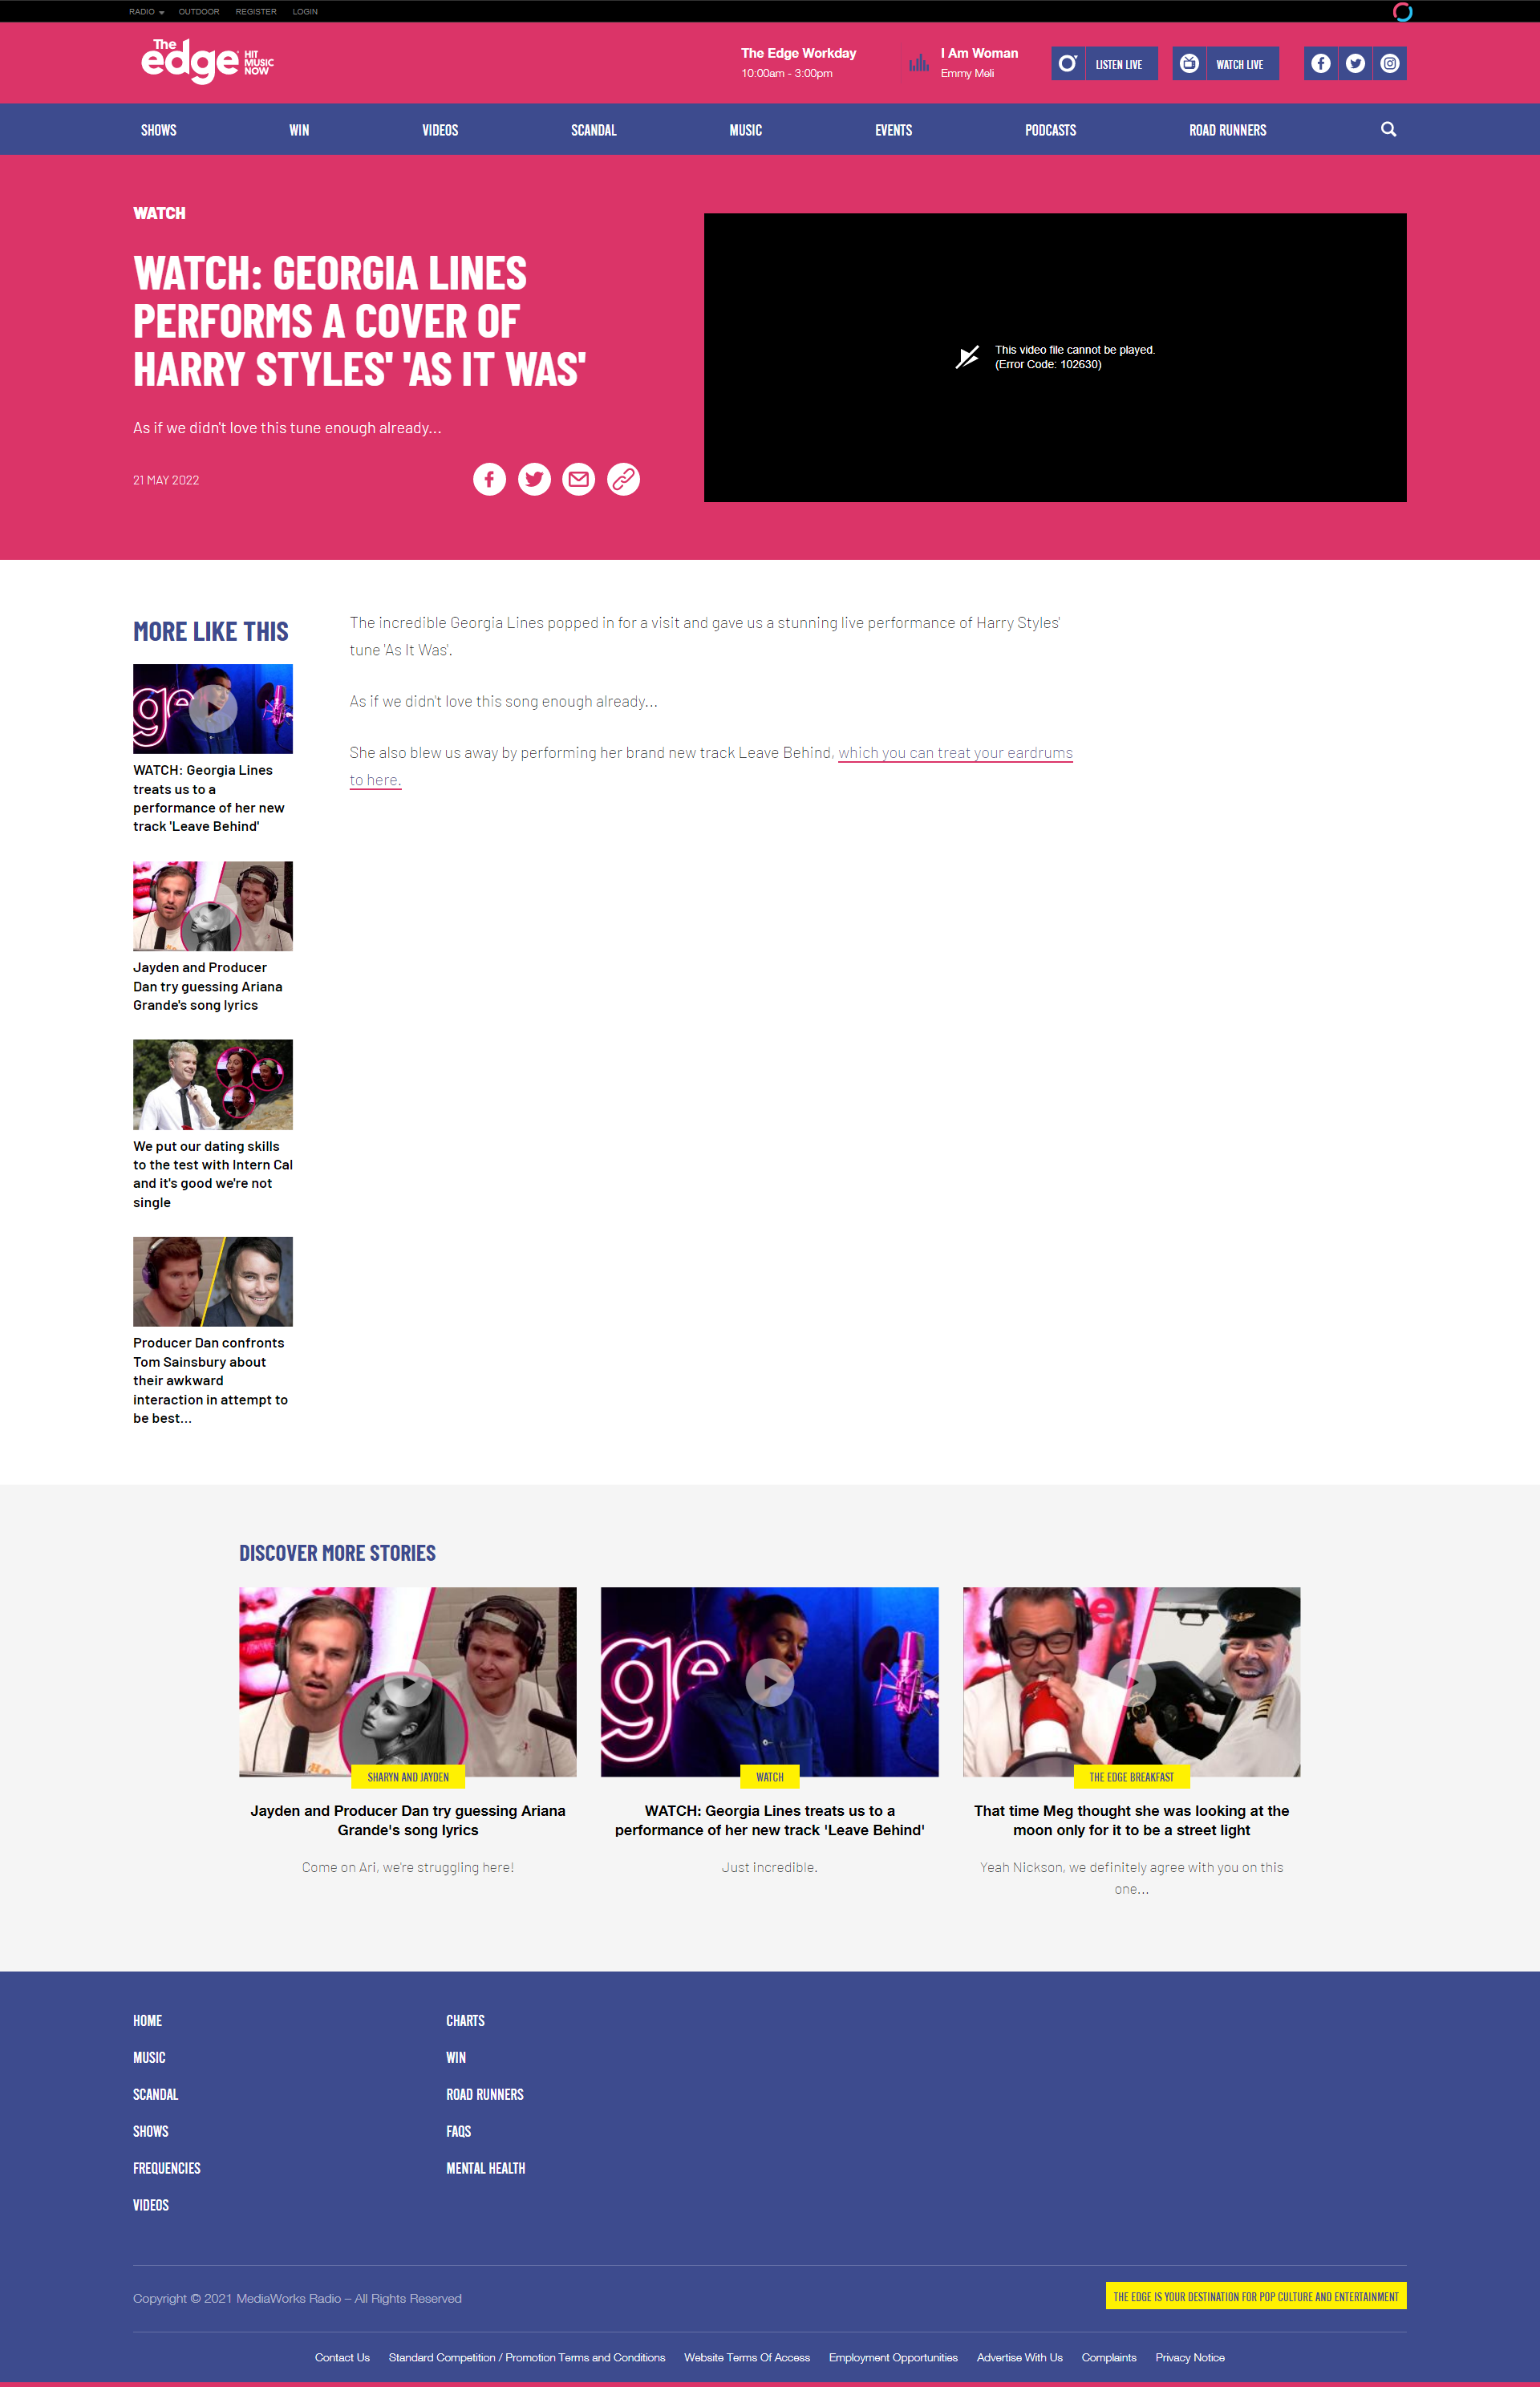 RADIO
OUTDOOR
REGISTER
LOGIN
The edge HIT MUSIC NOW
The Edge Workday
10:00am - 3:00pm
I Am Woman
Emmy Meli
LISTEN LIVE
WATCH LIVE
SHOWS
WIN
VIDEOS
SCANDAL
MUSIC
EVENTS
PODCASTS
ROAD RUNNERS
WATCH
WATCH: GEORGIA LINES
PERFORMS A COVER OF
HARRY STYLES' 'AS IT WAS'
As if we didn't love this tune enough already...
21 MAY 2022
This video file cannot be played.
(Error Code: 102630)
MORE LIKE THIS
ge
WATCH: Georgia Lines
treats us to a
performance of her new
track 'Leave Behind'
Jayden and Producer
Dan try guessing Ariana
Grande's song lyrics
We put our dating skills
to the test with Intern Cal
and it's good we're not
single
Producer Dan confronts
Tom Sainsbury about
their awkward
interaction in attempt to
be best...
The incredible Georgia Lines popped in for a visit and gave us a stunning live performance of Harry Styles'
tune 'As It Was'.
As if we didn't love this song enough already...
She also blew us away by performing her brand new track Leave Behind, which you can treat your eardrums
to here.
DISCOVER MORE STORIES
SHARYN AND JAYDEN
Jayden and Producer Dan try guessing Ariana
Grande's song lyrics
Come on Ari, we're struggling here!
ge
WATCH
WATCH: Georgia Lines treats us to a
performance of her new track 'Leave Behind'
Just incredible.
e
THE EDGE BREAKFAST
That time Meg thought she was looking at the
moon only for it to be a street light
Yeah Nickson, we definitely agree with you on this
one...
HOME
MUSIC
SCANDAL
SHOWS
FREQUENCIES
VIDEOS
CHARTS
WIN
ROAD RUNNERS
FAQS
MENTAL HEALTH
Copyright © 2021 MediaWorks Radio – All Rights Reserved
THE EDGE IS YOUR DESTINATION FOR POP CULTURE AND ENTERTAINMENT
Contact Us
Standard Competition / Promotion Terms and Conditions
Website Terms Of Access
Employment Opportunities
Advertise With Us
Complaints
Privacy Notice